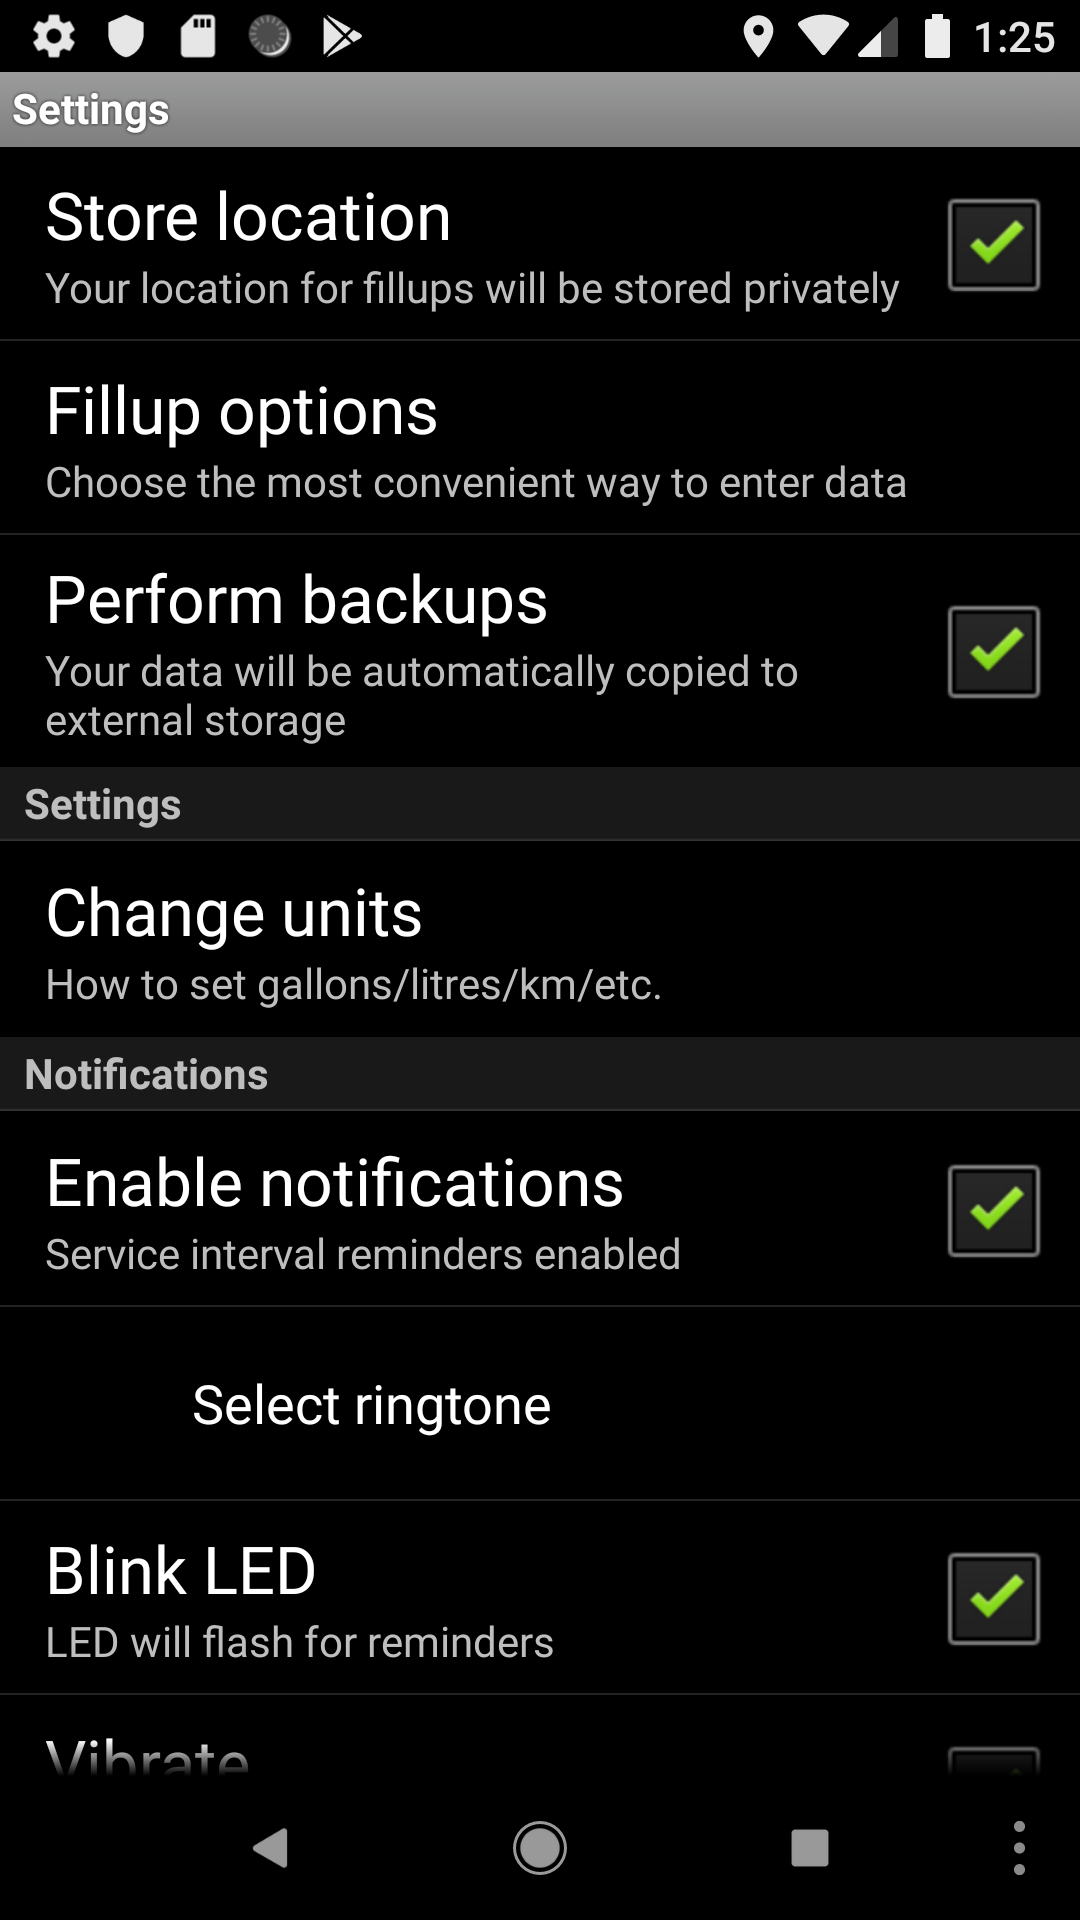 1:25
Settings
Store location
Your location for fillups will be stored privately
Fillup options
Choose the most convenient way to enter data
Perform backups
Your data will be automatically copied to
external storage
Settings
Change units
How to set gallons/litres/km/etc.
Notifications
Enable notifications
Service interval reminders enabled
Select ringtone
Blink LED
LED will flash for reminders
Vibrate